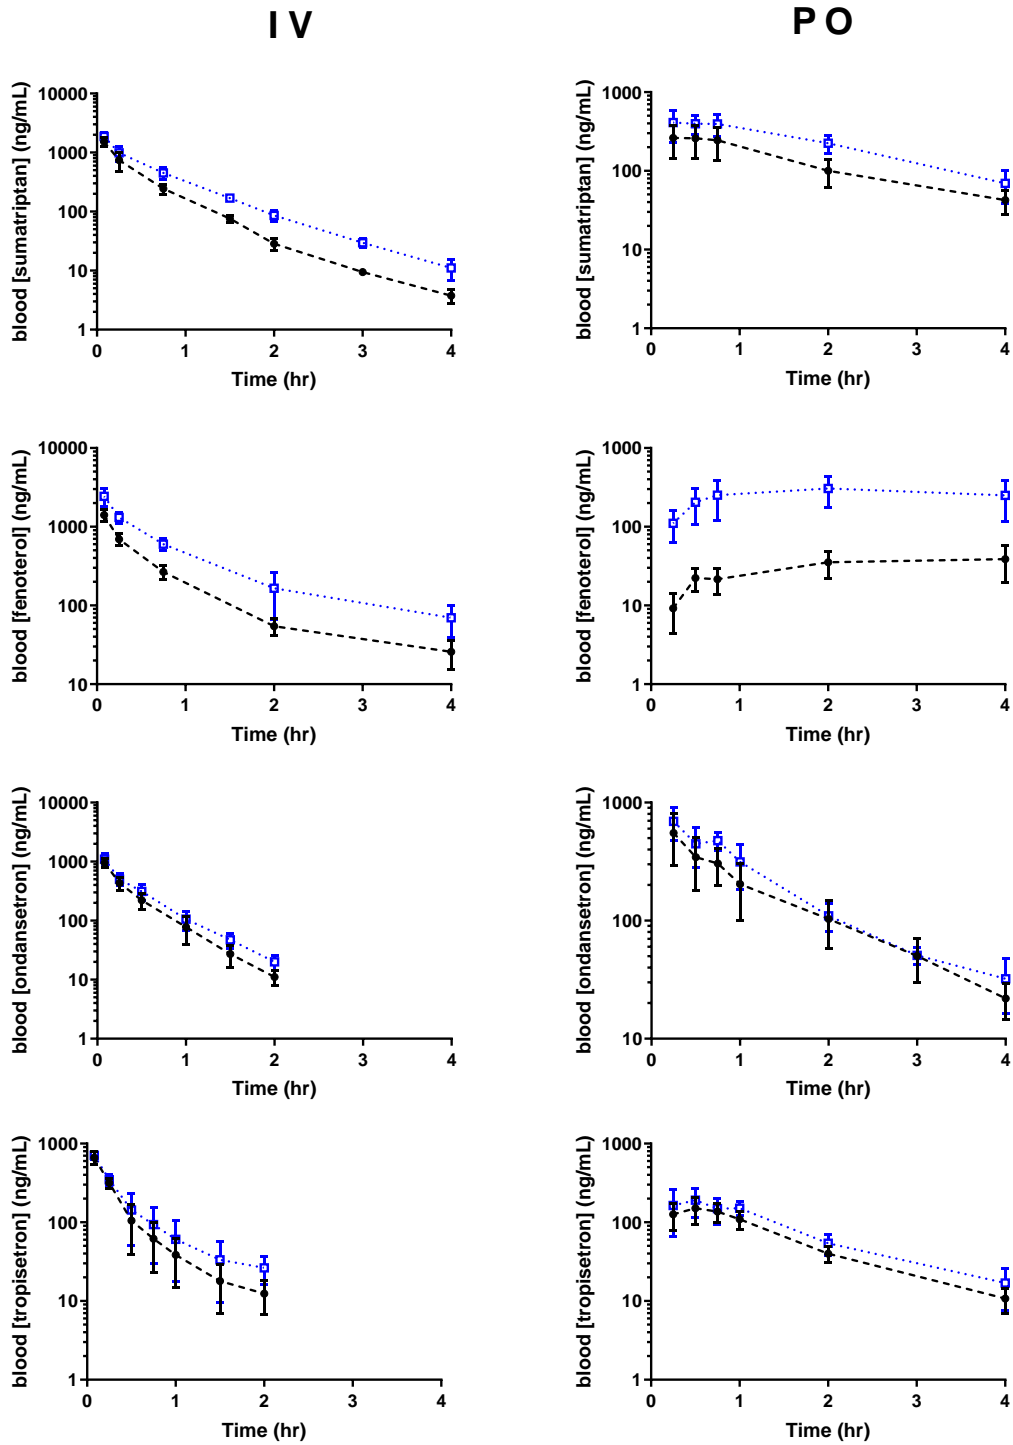 I V
P O
blood [sumatriptan] (ng/mL)
10000
1000
100
10
1
0 1 2 3 4
Time (hr)
blood [sumatriptan] (ng/mL)
1000
100
10
1
0 1 2 3 4
Time (hr)
blood [fenoterol] (ng/mL)
10000
1000
100
10
0 1 2 3 4
Time (hr)
blood [fenoterol] (ng/mL)
1000
100
10
1
0 1 2 3 4
Time (hr)
blood [ondansetron] (ng/mL)
10000
1000
100
10
1
0 1 2 3 4
Time (hr)
blood [ondansetron] (ng/mL)
1000
100
10
0 1 2 3 4
Time (hr)
blood [tropisetron] (ng/mL)
1000
100
10
1
0 1 2 3 4
Time (hr)
blood [tropisetron] (ng/mL)
1000
100
10
1
0 1 2 3 4
Time (hr)